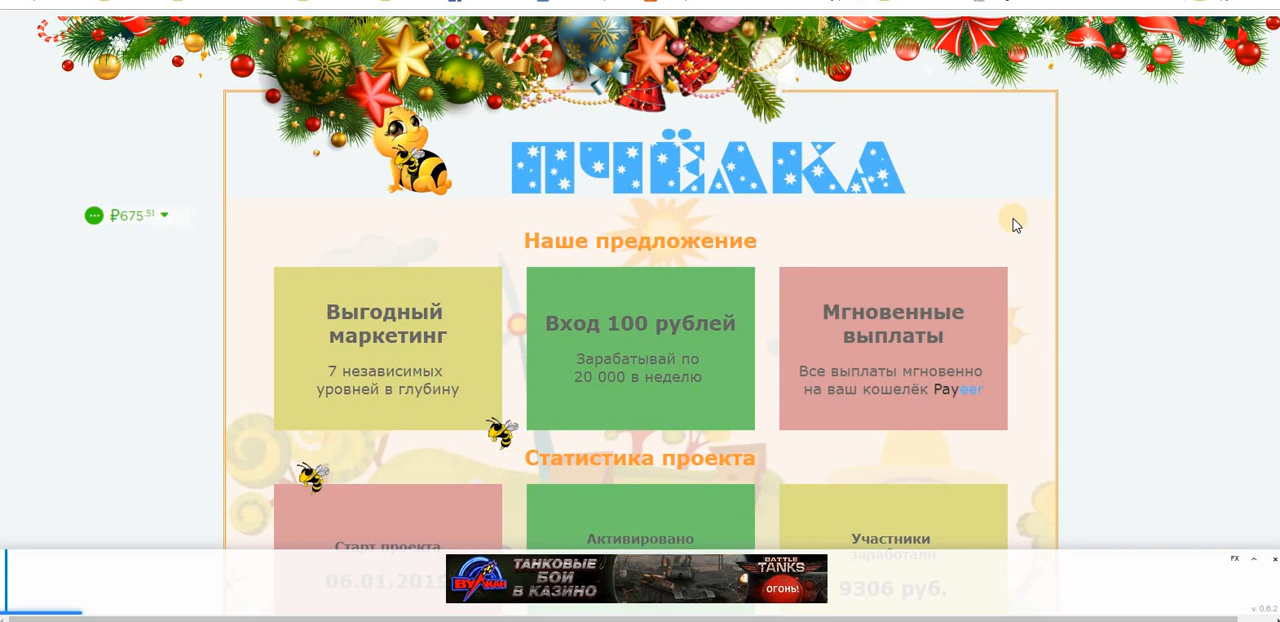 ПЧЁЛКА
₽675.51
Наше предложение
Выгодный
маркетинг
7 независимых
уровней в глубину
Вход 100 рублей
Зарабатывай по
20 000 в неделю
Мгновенные
выплаты
Все выплаты мгновенно
на ваш кошелёк Payeer
Статистика проекта
Старт проекта
06.01.2019
Активировано
Участники
заработали
9306 руб.
ВУЛКАН
ТАНКОВЫЕ
БОИ
В КАЗИНО
BATTLE
TANKS
ОГОНЬ!
v. 0.6.2